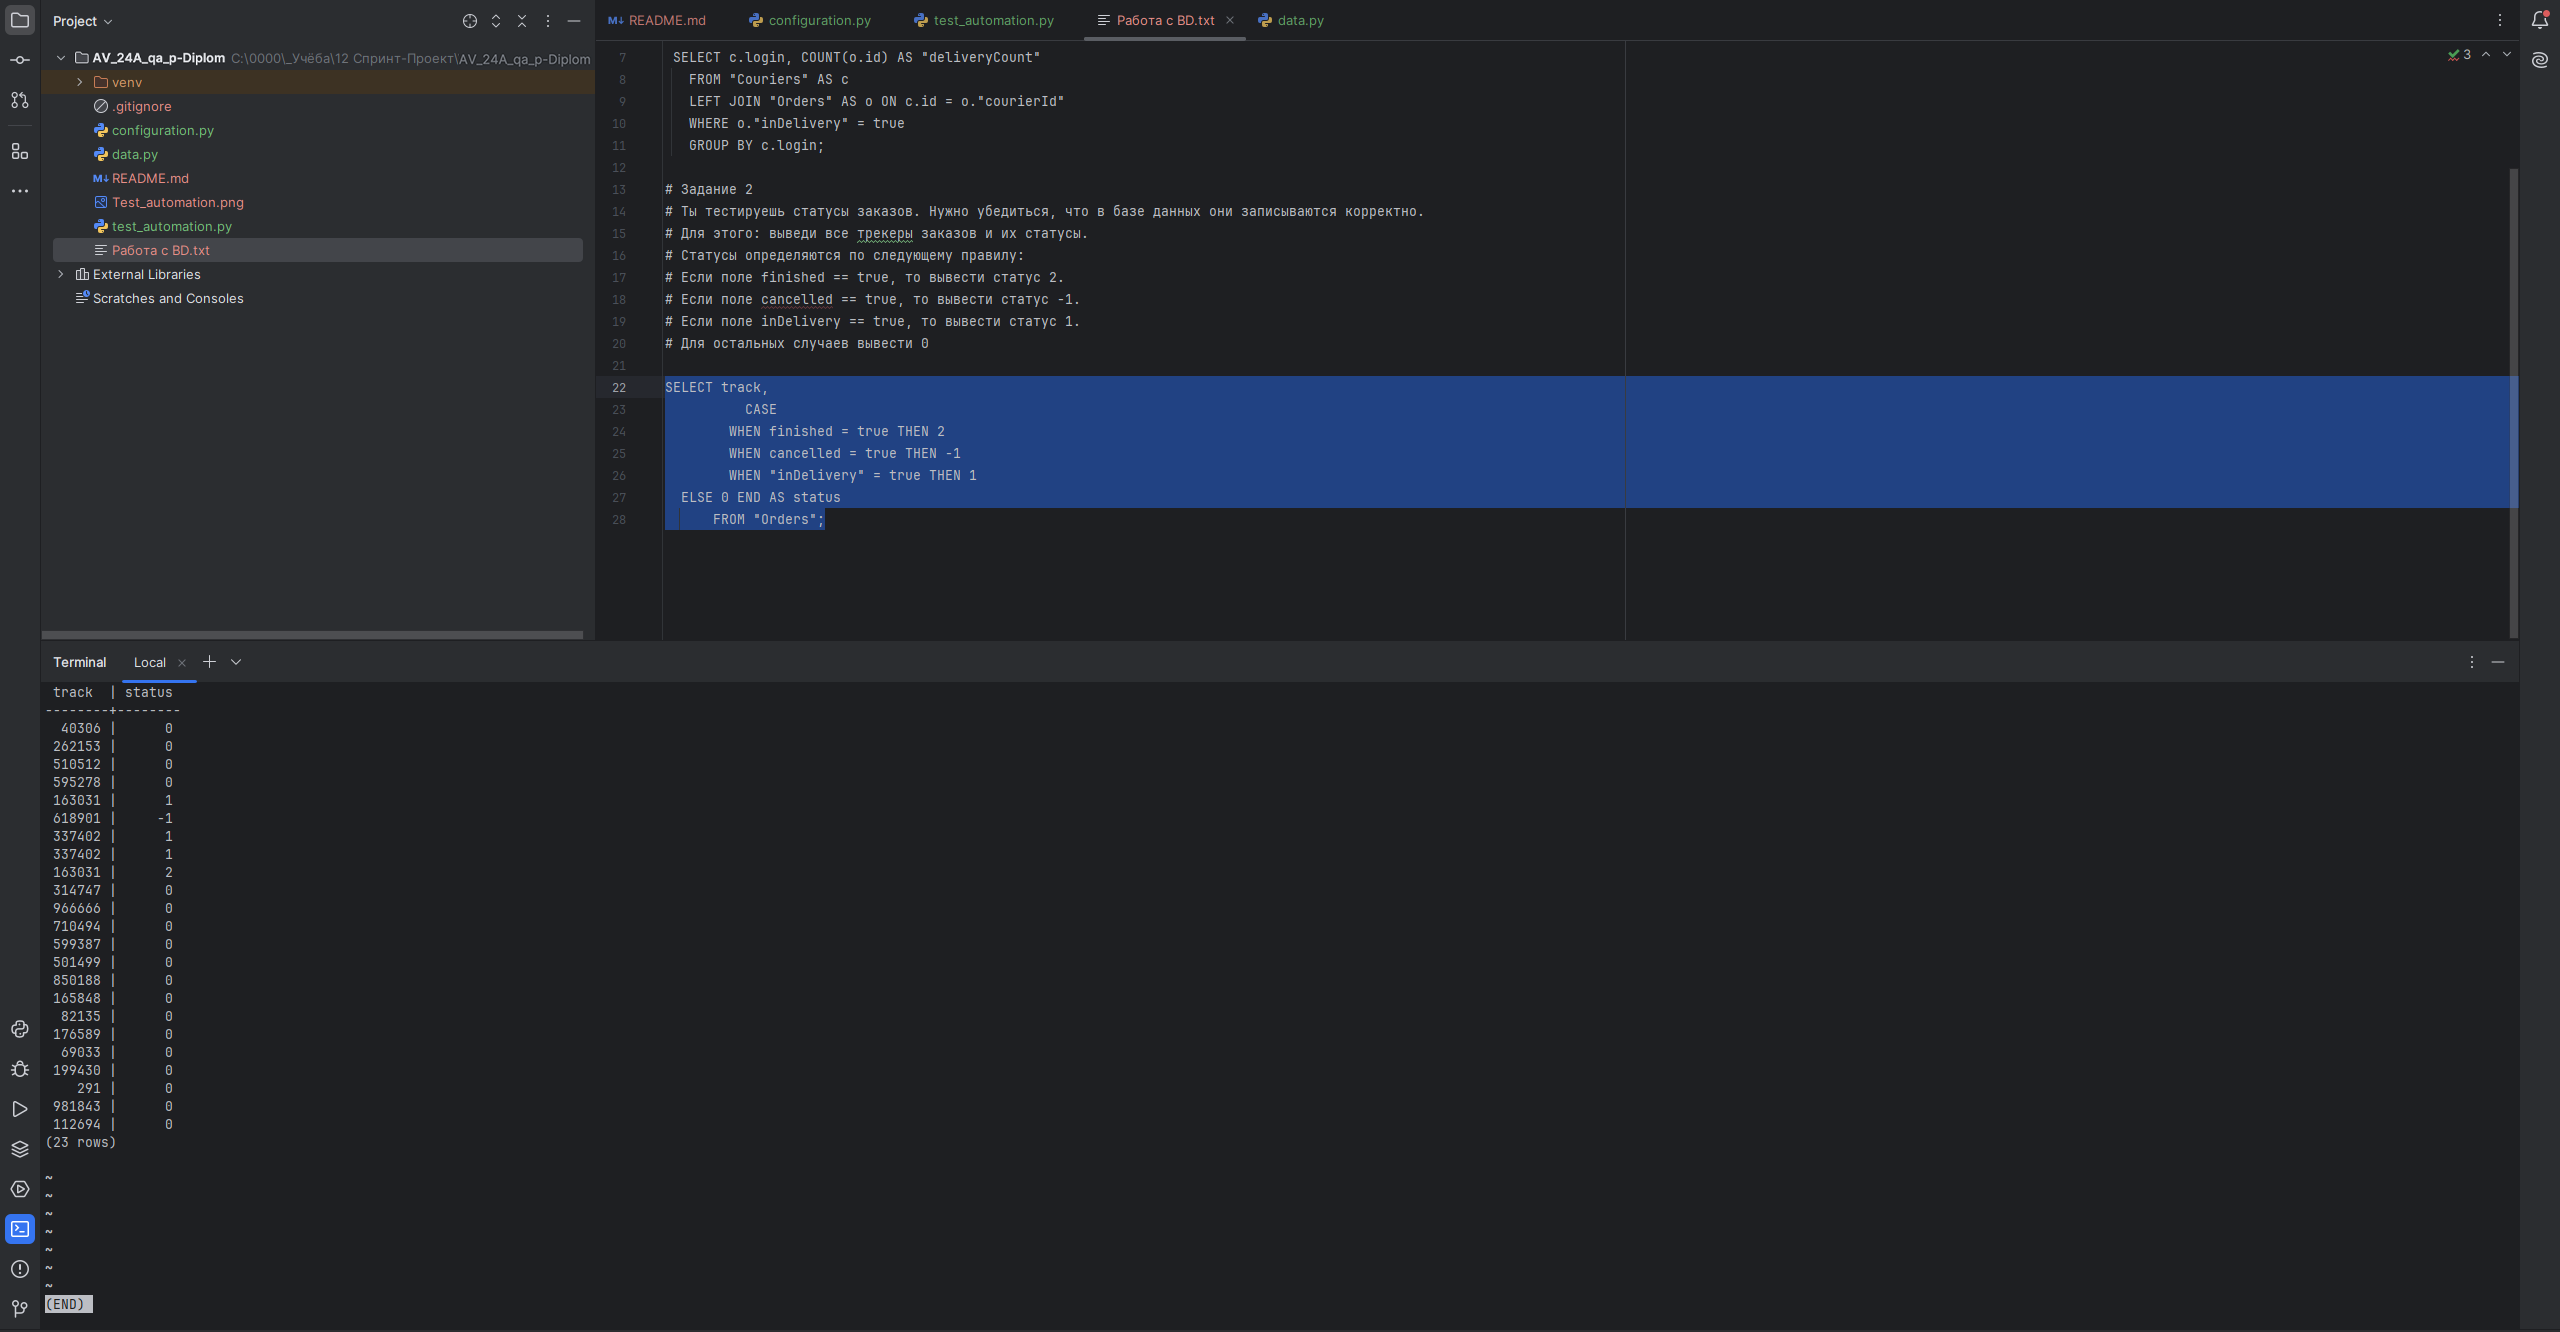 Project
README.md
configuration.py
test_automation.py
Работа с BD.txt
data.py
AV_24A_qa_p-Diplom C:\0000\_Учёба\12 Спринт-Проект\AV_24A_qa_p-Diplom
venv
.gitignore
configuration.py
data.py
README.md
Test_automation.png
test_automation.py
Работа с BD.txt
External Libraries
Scratches and Consoles
3
7 SELECT c.login, COUNT(o.id) AS "deliveryCount"
8 FROM "Couriers" AS c
9 LEFT JOIN "Orders" AS o ON c.id = o."courierId"
10 WHERE o."inDelivery" = true
11 GROUP BY c.login;
12
13 # Задание 2
14 # Ты тестируешь статусы заказов. Нужно убедиться, что в базе данных они записываются корректно.
15 # Для этого: выведи все трекеры заказов и их статусы.
16 # Статусы определяются по следующему правилу:
17 # Если поле finished == true, то вывести статус 2.
18 # Если поле cancelled == true, то вывести статус -1.
19 # Если поле inDelivery == true, то вывести статус 1.
20 # Для остальных случаев вывести 0
21
22 SELECT track,
23 CASE
24 WHEN finished = true THEN 2
25 WHEN cancelled = true THEN -1
26 WHEN "inDelivery" = true THEN 1
27 ELSE 0 END AS status
28 FROM "Orders";
Terminal Local
track | status
--------+--------
40306 | 0
262153 | 0
510512 | 0
595278 | 0
163031 | 1
618901 | -1
337402 | 1
337402 | 1
163031 | 2
314747 | 0
966666 | 0
710494 | 0
599387 | 0
501499 | 0
850188 | 0
165848 | 0
82135 | 0
176589 | 0
69033 | 0
199430 | 0
291 | 0
981843 | 0
112694 | 0
(23 rows)
~
~
~
~
~
~
~
(END)